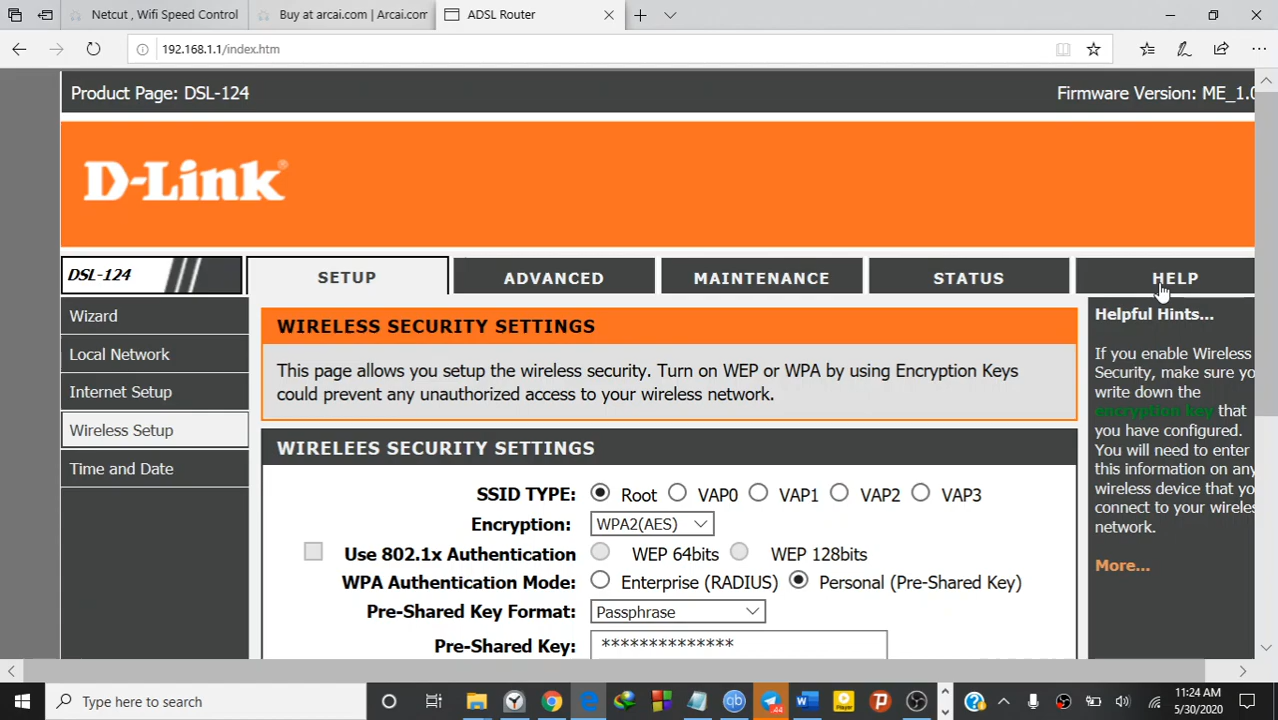 Netcut , Wifi Speed Control
Buy at arcai.com | Arcai.com
ADSL Router
192.168.1.1/index.htm
Product Page: DSL-124
Firmware Version: ME_1.0
D-Link
DSL-124
SETUP
ADVANCED
MAINTENANCE
STATUS
HELP
Wizard
Local Network
Internet Setup
Wireless Setup
Time and Date
WIRELESS SECURITY SETTINGS
This page allows you setup the wireless security. Turn on WEP or WPA by using Encryption Keys
could prevent any unauthorized access to your wireless network.
WIRELEES SECURITY SETTINGS
SSID TYPE: Root VAP0 VAP1 VAP2 VAP3
Encryption: WPA2(AES)
Use 802.1x Authentication WEP 64bits WEP 128bits
WPA Authentication Mode: Enterprise (RADIUS) Personal (Pre-Shared Key)
Pre-Shared Key Format: Passphrase
Pre-Shared Key: **************
Helpful Hints...
If you enable Wireless
Security, make sure yo
write down the
encryption key that
you have configured.
You will need to enter
this information on any
wireless device that yo
connect to your wireles
network.
More...
Type here to search
44
W
Player
11:24 AM
5/30/2020